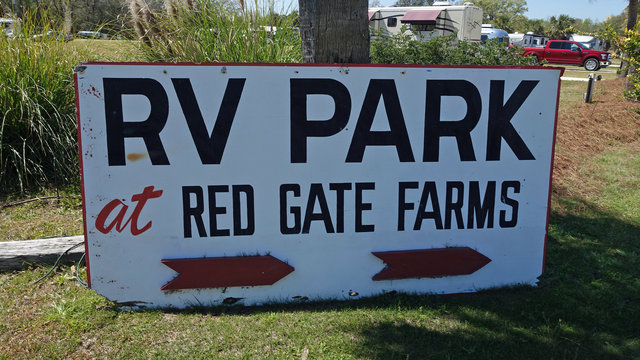 RV PARK
at RED GATE FARMS